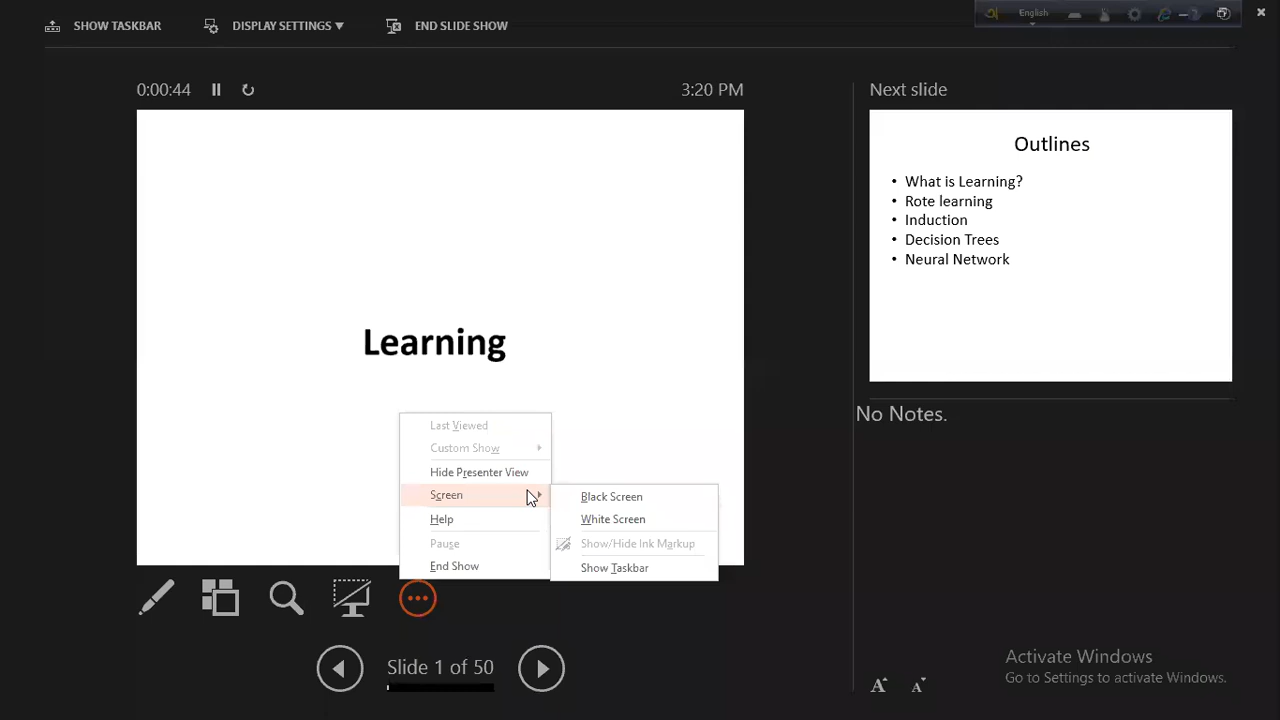 SHOW TASKBAR
DISPLAY SETTINGS
END SLIDE SHOW
English
0:00:44
3:20 PM
Learning
Next slide
Outlines
• What is Learning?
• Rote learning
• Induction
• Decision Trees
• Neural Network
No Notes.
Last Viewed
Custom Show
Hide Presenter View
Screen
Help
Pause
End Show
Black Screen
White Screen
Show/Hide Ink Markup
Show Taskbar
Slide 1 of 50
A
A
Activate Windows
Go to Settings to activate Windows.